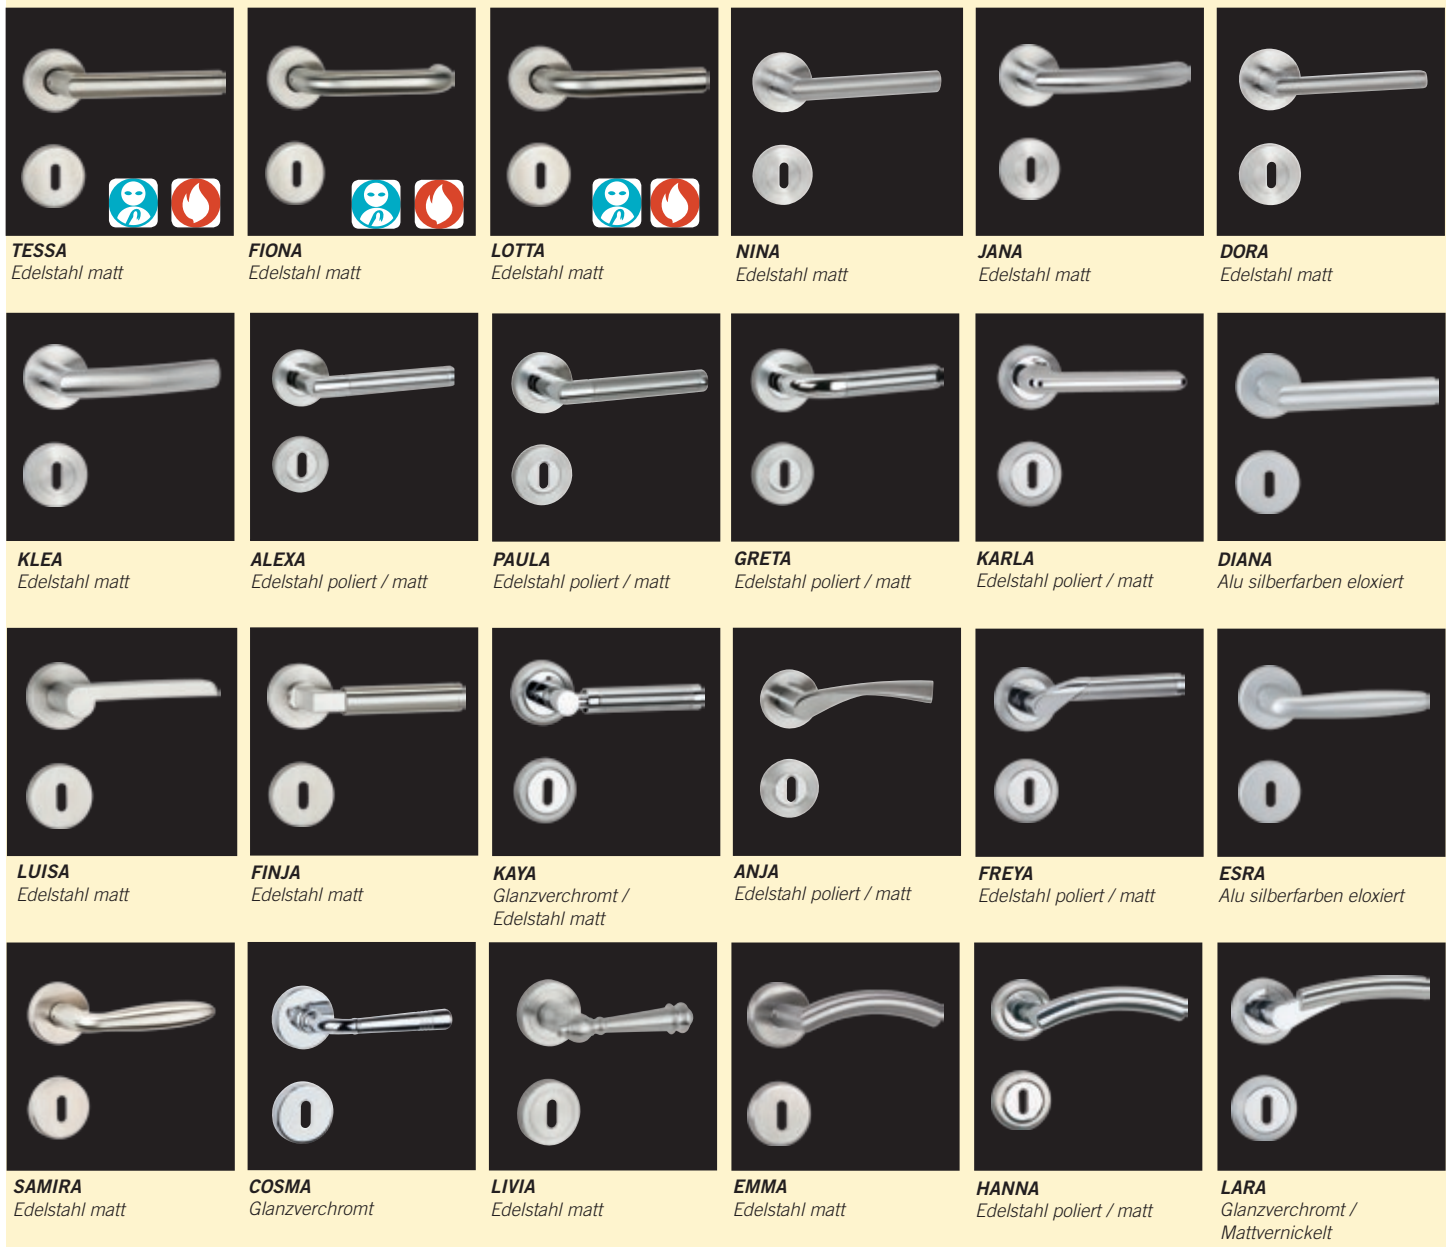 TESSA
Edelstahl matt
FIONA
Edelstahl matt
LOTTA
Edelstahl matt
NINA
Edelstahl matt
JANA
Edelstahl matt
DORA
Edelstahl matt
KLEA
Edelstahl matt
ALEXA
Edelstahl poliert / matt
PAULA
Edelstahl poliert / matt
GRETA
Edelstahl poliert / matt
KARLA
Edelstahl poliert / matt
DIANA
Alu silberfarben eloxiert
LUISA
Edelstahl matt
FINJA
Edelstahl matt
KAYA
Glanzverchromt /
Edelstahl matt
ANJA
Edelstahl poliert / matt
FREYA
Edelstahl poliert / matt
ESRA
Alu silberfarben eloxiert
SAMIRA
Edelstahl matt
COSMA
Glanzverchromt
LIVIA
Edelstahl matt
EMMA
Edelstahl matt
HANNA
Edelstahl poliert / matt
LARA
Glanzverchromt /
Mattvernickelt